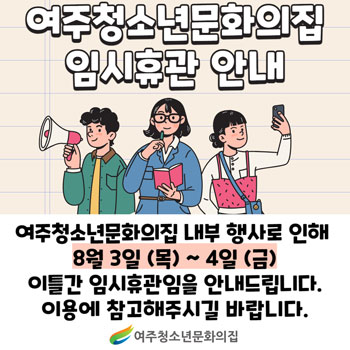 여주청소년문화의집
임시휴관 안내
여주청소년문화의집 내부 행사로 인해
8월 3일 (목) ~ 4일 (금)
이틀간 임시휴관임을 안내드립니다.
이용에 참고해주시길 바랍니다.
여주청소년문화의집